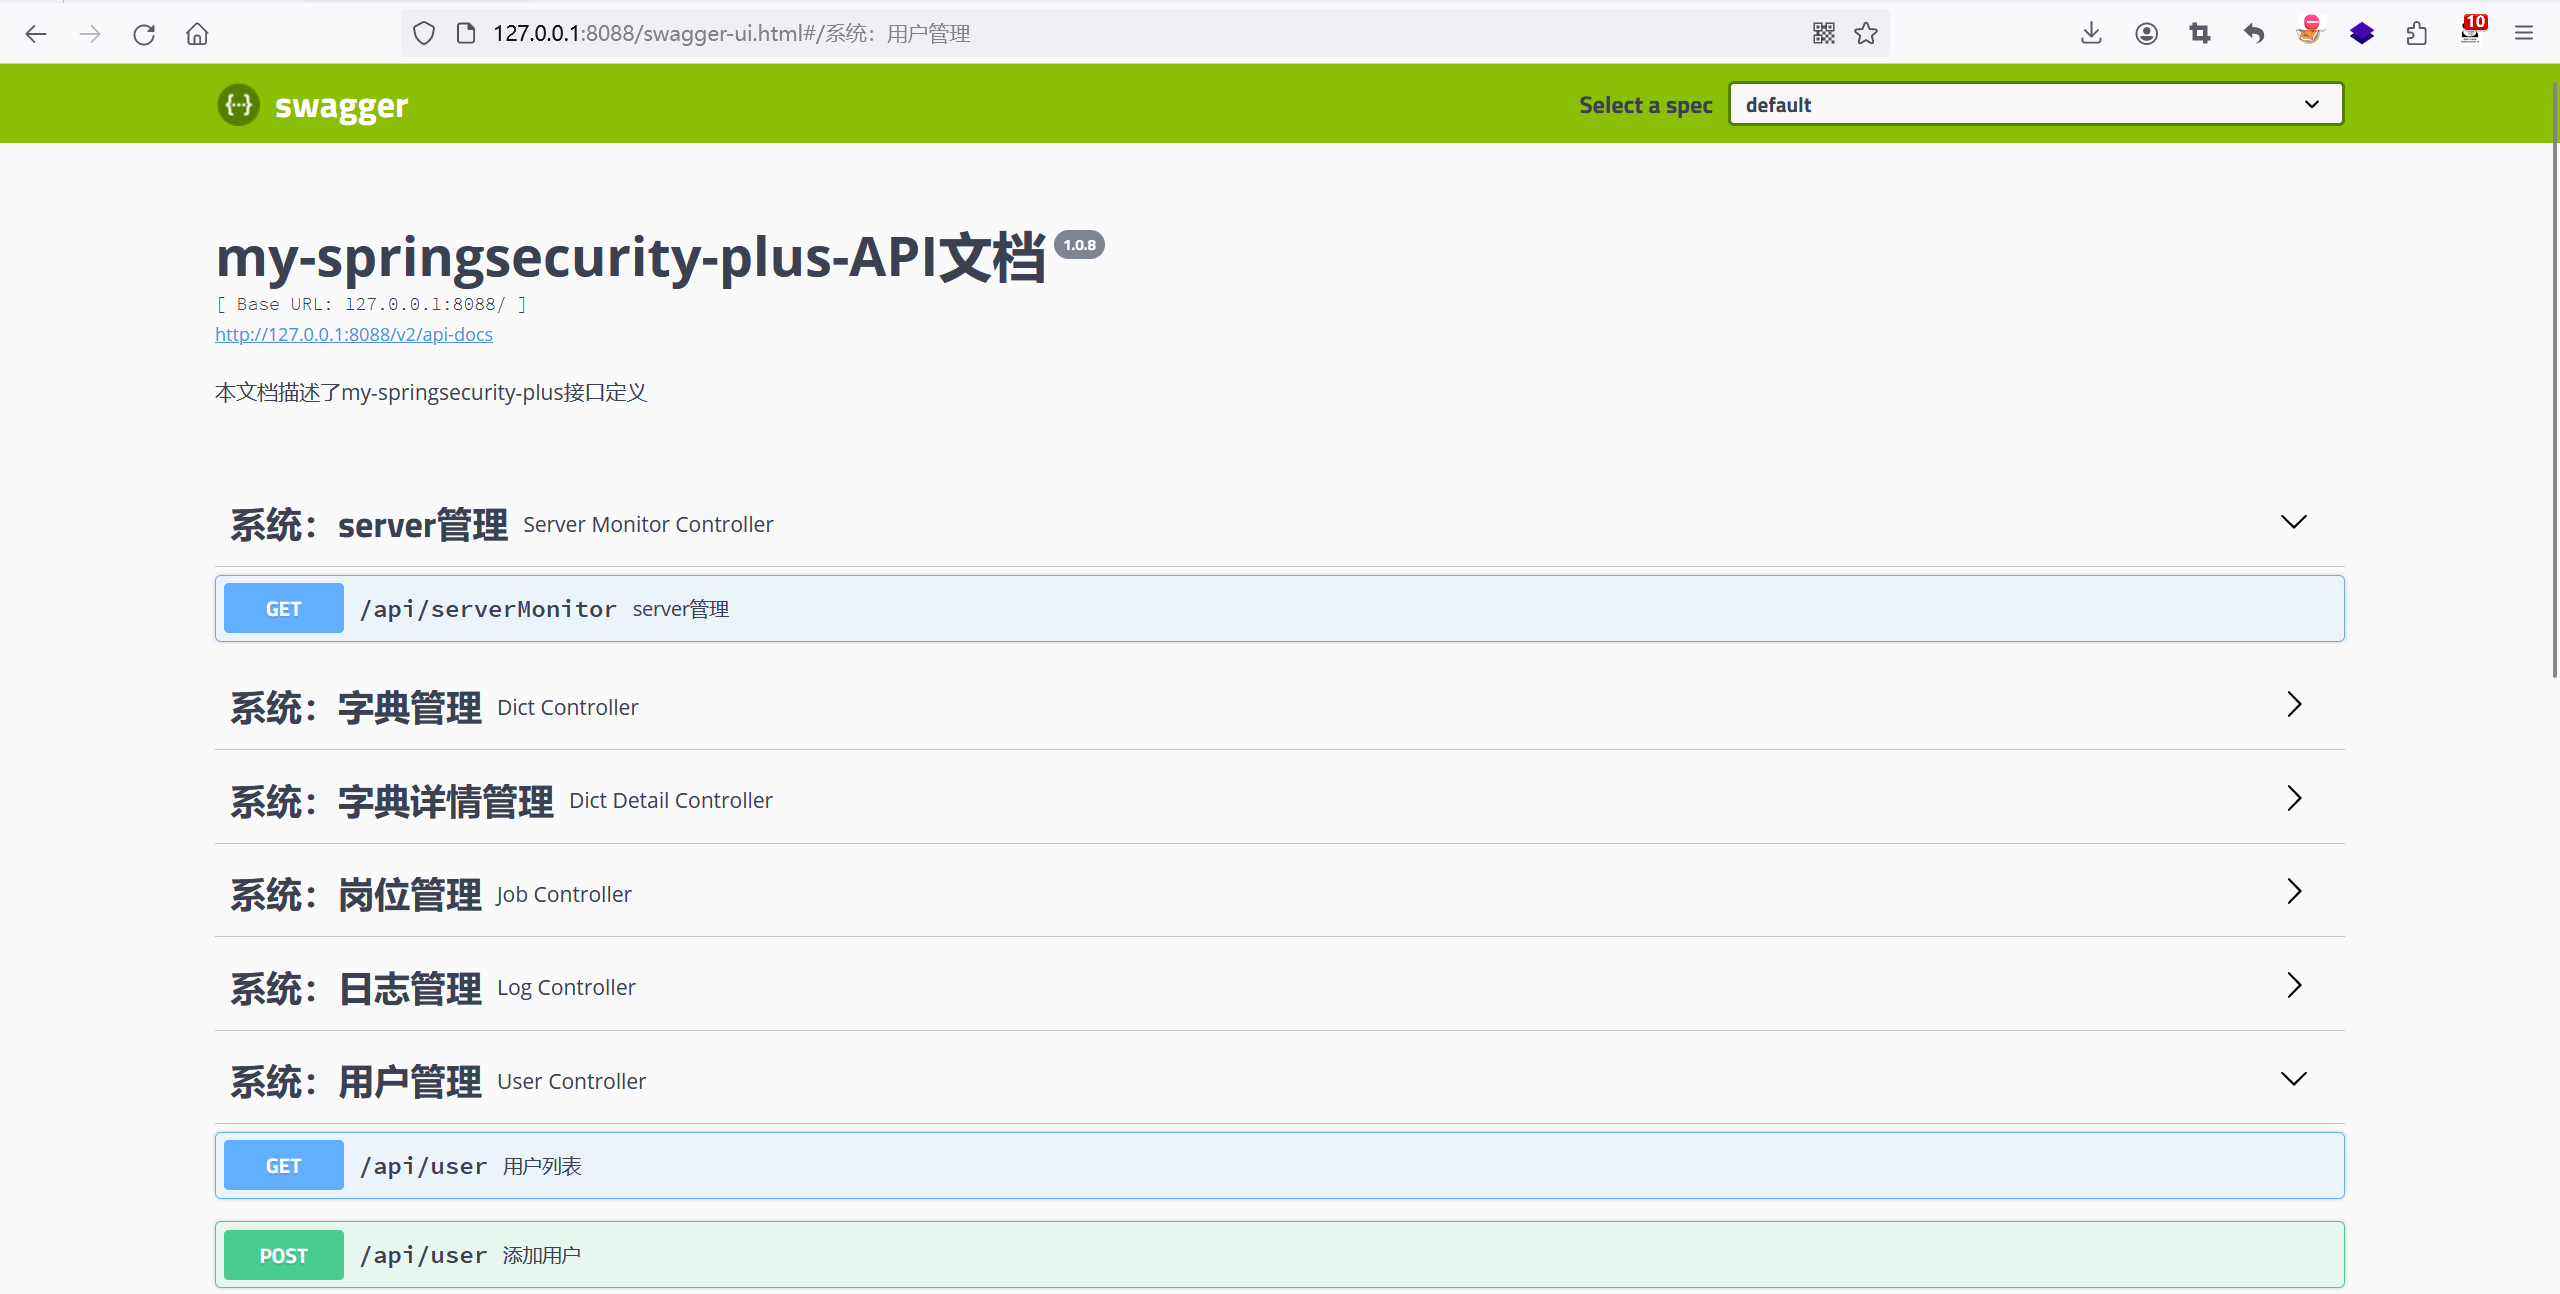 127.0.0.1:8088/swagger-ui.html#/系统：用户管理
10
{···} swagger
Select a spec
default
my-springsecurity-plus-API文档 1.0.8
[ Base URL: 127.0.0.1:8088/ ]
http://127.0.0.1:8088/v2/api-docs
本文档描述了my-springsecurity-plus接口定义
系统：server管理 Server Monitor Controller
GET /api/serverMonitor server管理
系统：字典管理 Dict Controller
系统：字典详情管理 Dict Detail Controller
系统：岗位管理 Job Controller
系统：日志管理 Log Controller
系统：用户管理 User Controller
GET /api/user 用户列表
POST /api/user 添加用户